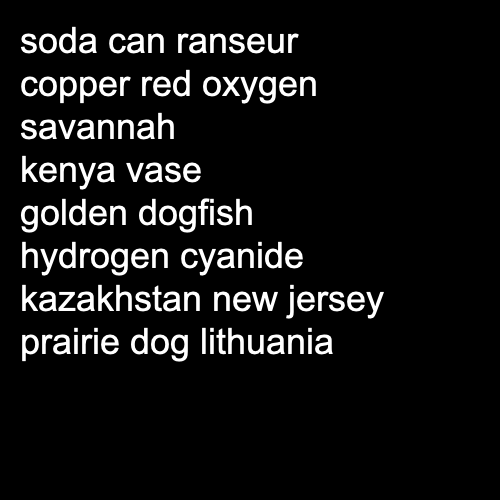 soda can ranseur
copper red oxygen
savannah
kenya vase
golden dogfish
hydrogen cyanide
kazakhstan new jersey
prairie dog lithuania